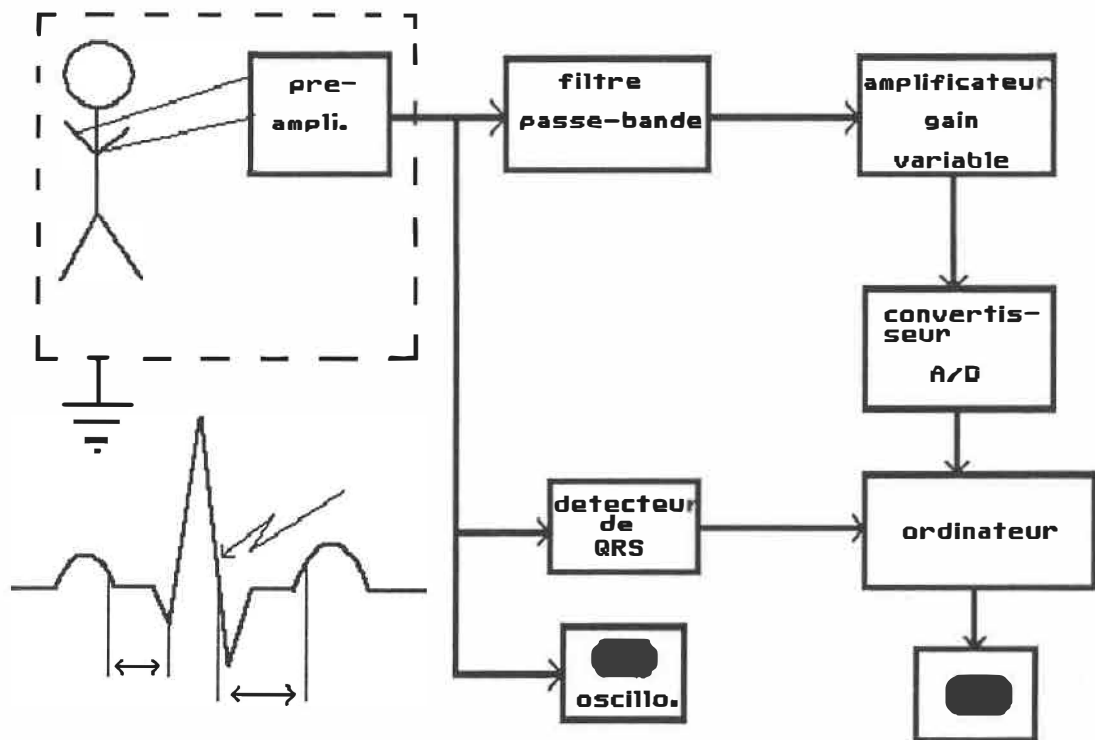 pre-
ampli.
filtre
passe-bande
amplificateur
gain
variable
convertis-
seur
A/D
detecteur
de
QRS
ordinateur
oscillo.